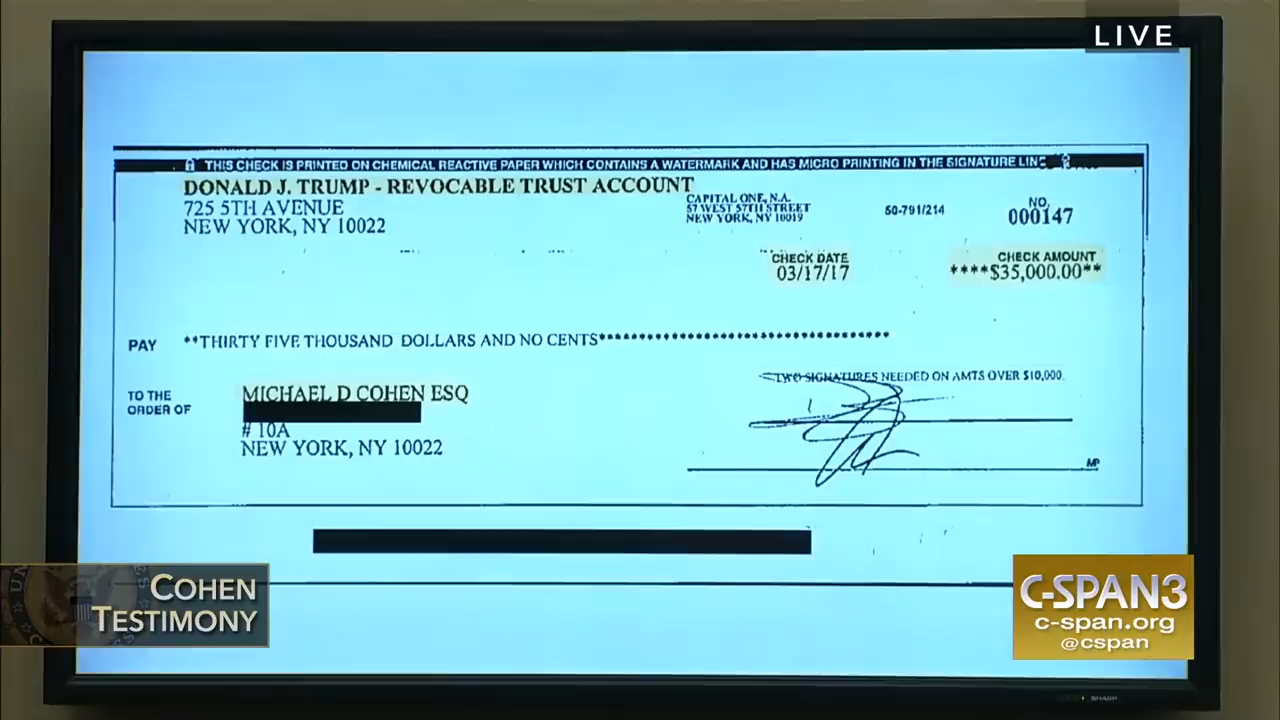 LIVE
THIS CHECK IS PRINTED ON CHEMICAL REACTIVE PAPER WHICH CONTAINS A WATERMARK AND HAS MICRO PRINTING IN THE SIGNATURE LINE
DONALD J. TRUMP - REVOCABLE TRUST ACCOUNT
725 5TH AVENUE
NEW YORK, NY 10022
CAPITAL ONE, N.A.
57 WEST 57TH STREET
NEW YORK, NY 10019
50-791/214
NO.
000147
CHECK DATE
03/17/17
CHECK AMOUNT
****$35,000.00**
PAY **THIRTY FIVE THOUSAND DOLLARS AND NO CENTS****************************************
TWO SIGNATURES NEEDED ON AMTS OVER $10,000.
TO THE
ORDER OF
MICHAEL D COHEN ESQ
# 10A
NEW YORK, NY 10022
MP
COHEN
TESTIMONY
C-SPAN3
c-span.org
@cspan
SHARP